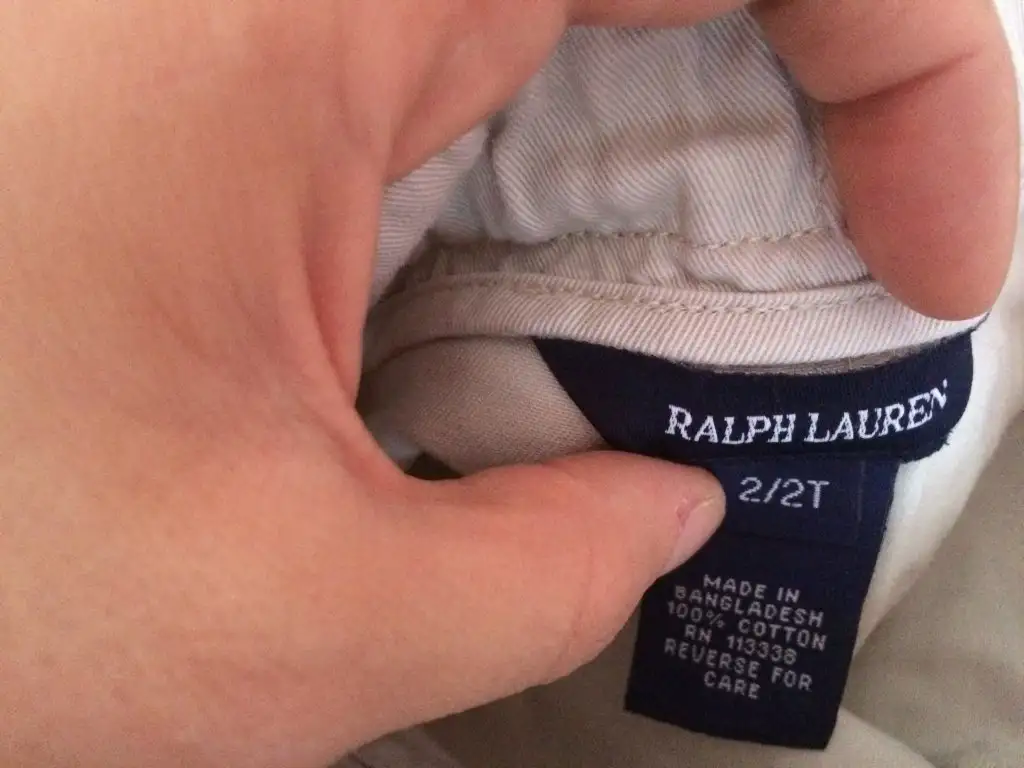 RALPH LAUREN
2/2T
MADE IN
BANGLADESH
100% COTTON
RN 113338
REVERSE FOR
CARE